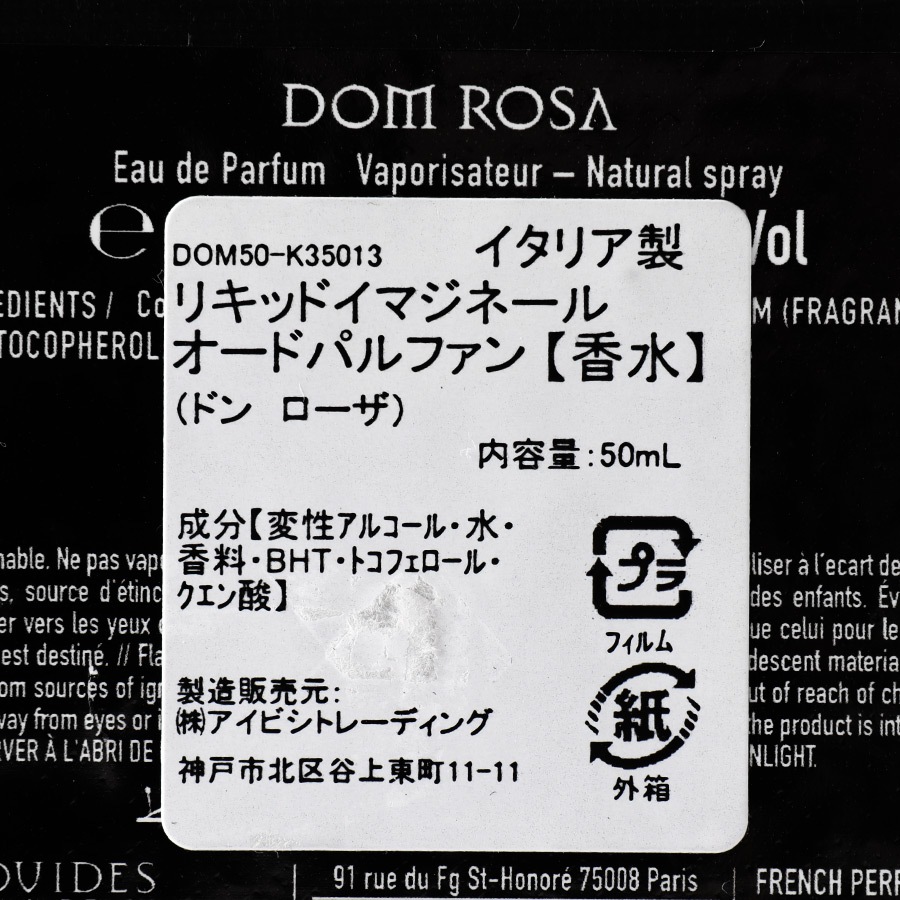 DOM ROSA
Eau de Parfum Vaporisateur – Natural spray
℮ Vol
DOM50-K35013 イタリア製
リキッドイマジネール
オードパルファン【香水】
(ドン ローザ)
内容量:50mL
成分【変性アルコール・水・
香料・BHT・トコフェロール・
クエン酸】
プラ
フィルム
製造販売元:
㈱アイビシトレーディング
神戸市北区谷上東町11-11
紙
外箱
EDIENTS /
M (FRAGRAN
TOCOPHEROL
nable. Ne pas vap
liser à l'ecart de
s, source d'étinc
des enfants. Év
er vers les yeux
ue celui pour le
est destiné. // Fla
descent materia
om sources of ign
ut of reach of ch
way from eyes or i
the product is int
RVER À L'ABRI DE
NLIGHT.
OUIDES
91 rue du Fg St-Honoré 75008 Paris
FRENCH PERF